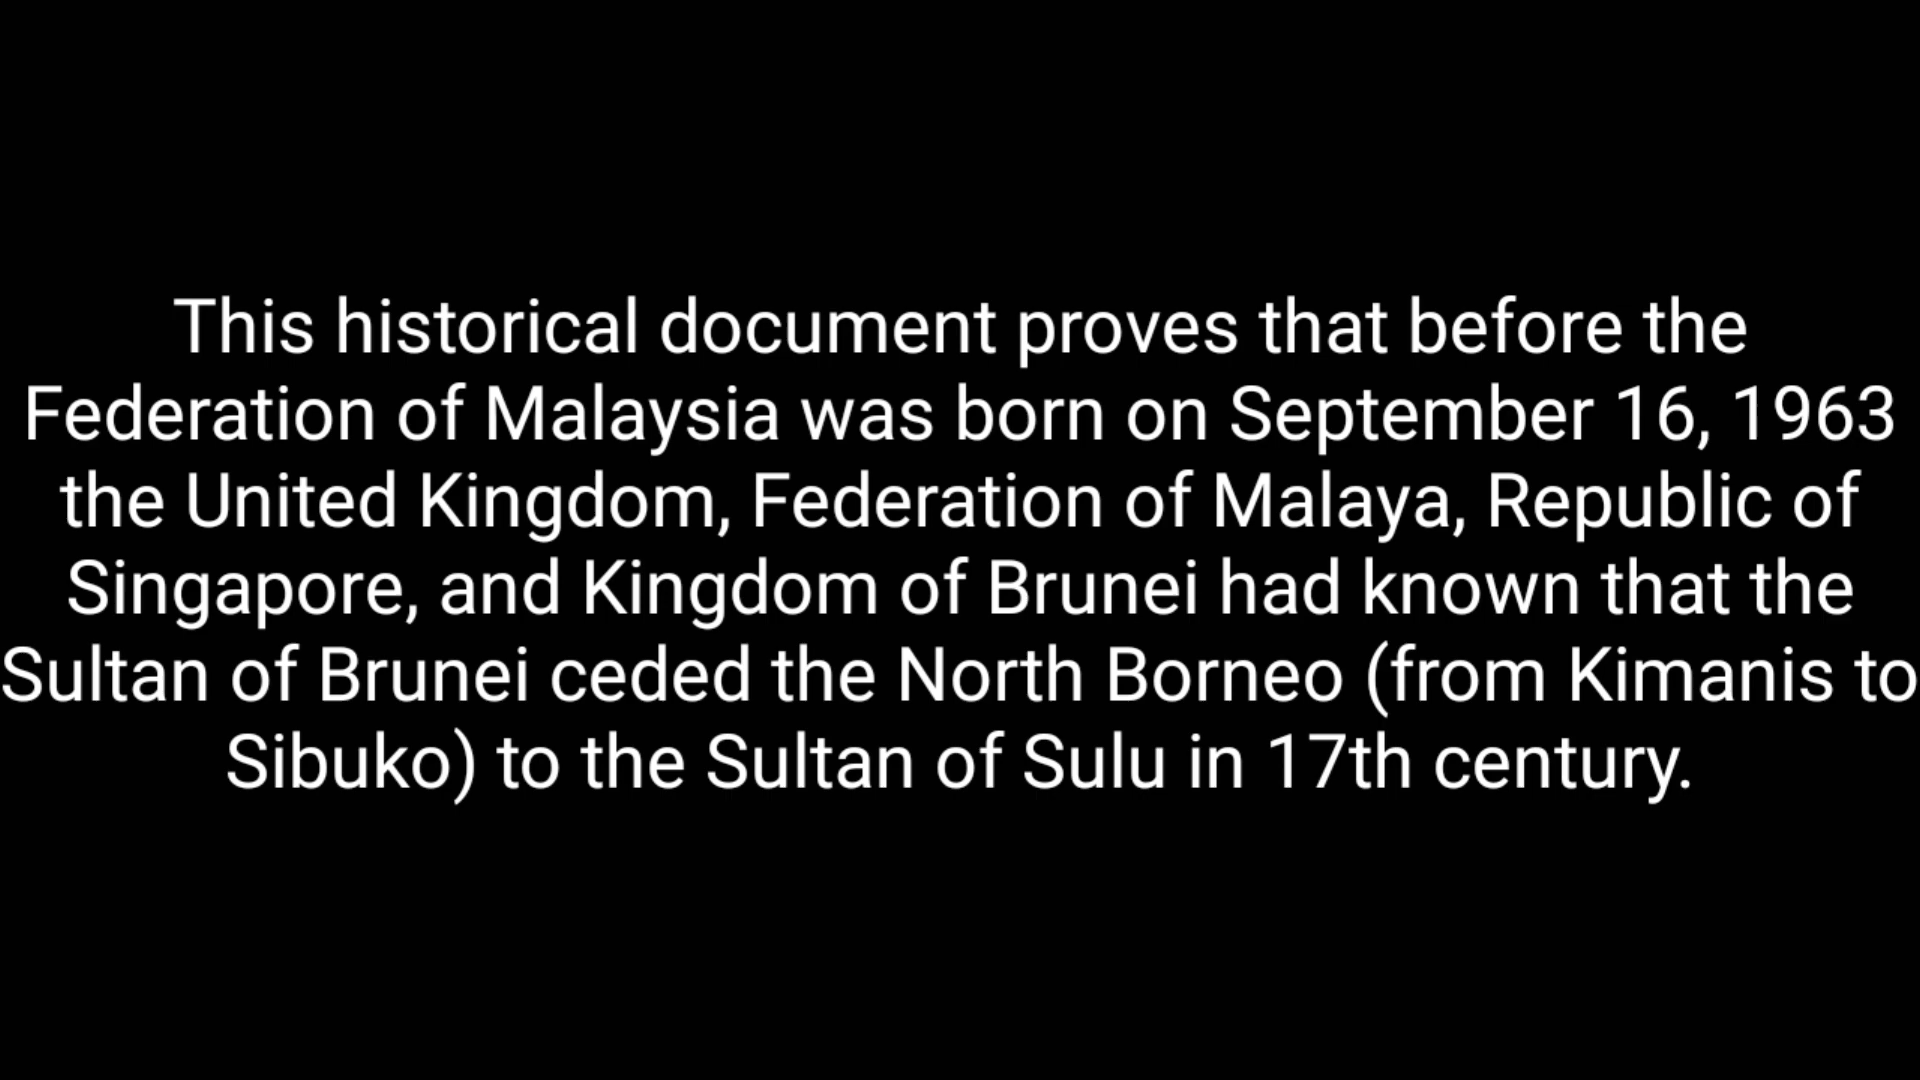 This historical document proves that before the
Federation of Malaysia was born on September 16, 1963
the United Kingdom, Federation of Malaya, Republic of
Singapore, and Kingdom of Brunei had known that the
Sultan of Brunei ceded the North Borneo (from Kimanis to
Sibuko) to the Sultan of Sulu in 17th century.